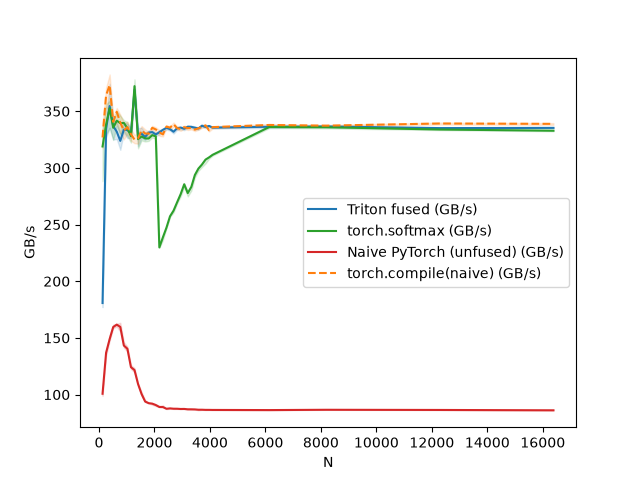 350
300
250
200
150
100
GB/s
Triton fused (GB/s)
torch.softmax (GB/s)
Naive PyTorch (unfused) (GB/s)
torch.compile(naive) (GB/s)
0 2000 4000 6000 8000 10000 12000 14000 16000
N